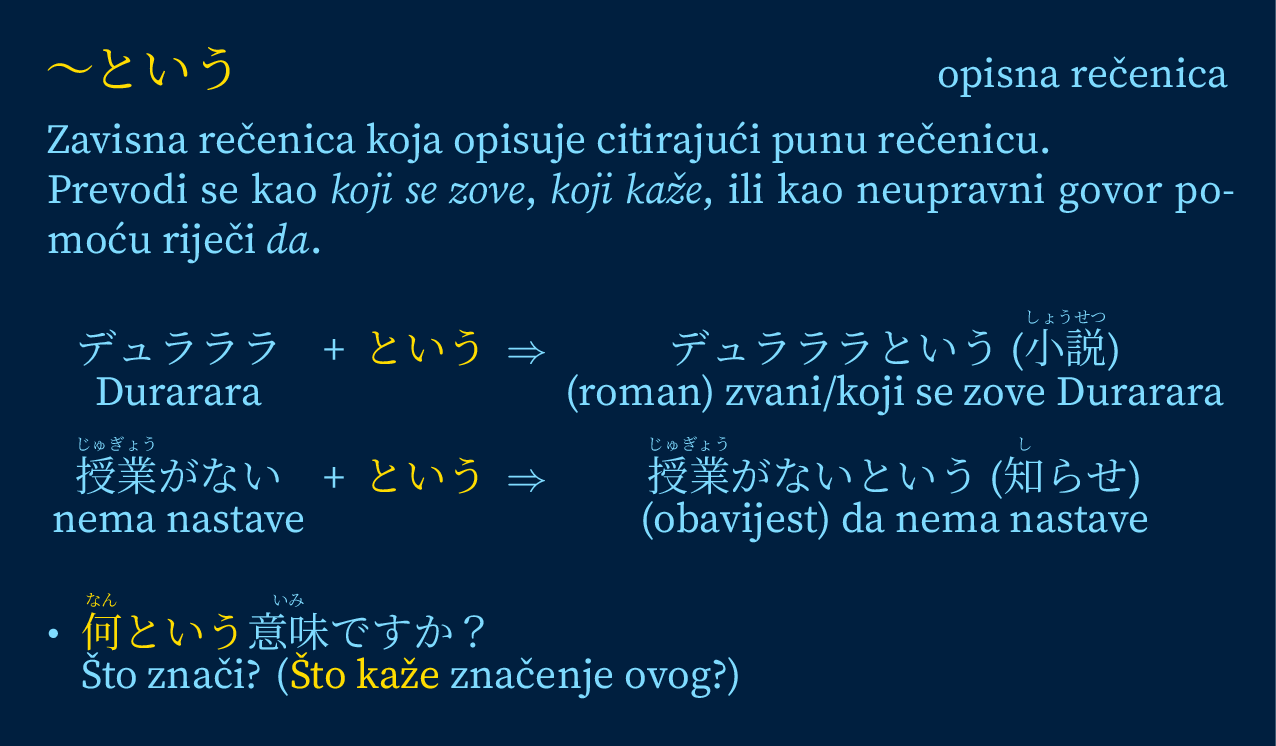 ～という
opisna rečenica
Zavisna rečenica koja opisuje citirajući punu rečenicu.
Prevodi se kao koji se zove, koji kaže, ili kao neupravni govor po-
moću riječi da.
しょうせつ
デュラララ + という ⇒ デュラララという (小説)
Durarara (roman) zvani/koji se zove Durarara
じゅぎょう じゅぎょう し
授業がない + という ⇒ 授業がないという (知らせ)
nema nastave (obavijest) da nema nastave
なん いみ
• 何という意味ですか？
Što znači? (Što kaže značenje ovog?)